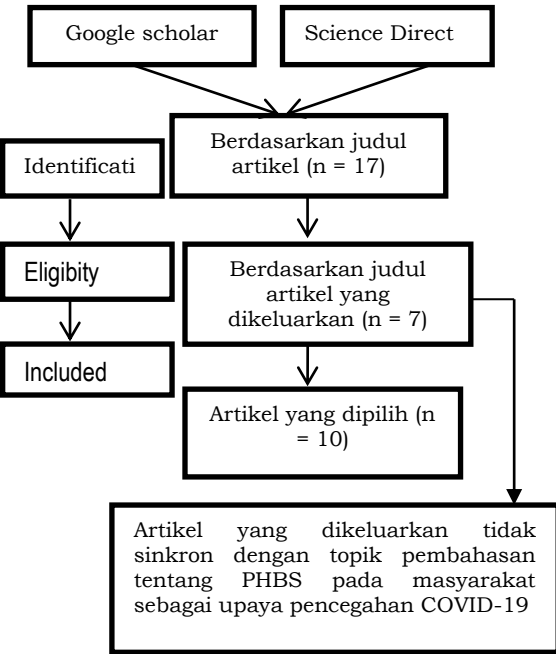 Google scholar
Science Direct
Berdasarkan judul
artikel (n = 17)
Identificati
Eligibity
Berdasarkan judul
artikel yang
dikeluarkan (n = 7)
Included
Artikel yang dipilih (n
= 10)
Artikel yang dikeluarkan tidak
sinkron dengan topik pembahasan
tentang PHBS pada masyarakat
sebagai upaya pencegahan COVID-19